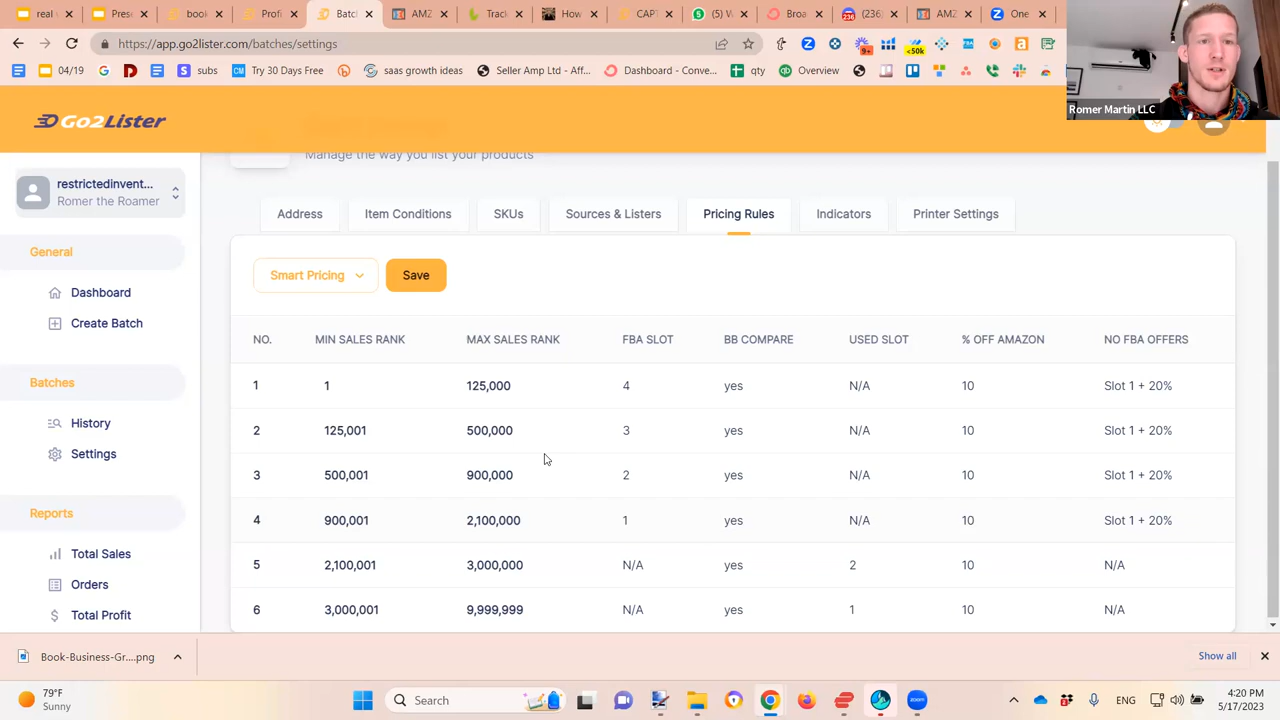 real
Prese
book
Profi
Batch
AMZ
Track
How
CAPT
(5) W
Broa
236
(236)
AMZ
One
https://app.go2lister.com/batches/settings
9+
<50k
04/19
subs
Try 30 Days Free
saas growth ideas
Seller Amp Ltd - Aff...
Dashboard - Conve...
qty
Overview
Romer Martin LLC
Go2Lister
Manage the way you list your products
restrictedinvent...
Romer the Roamer
Address
Item Conditions
SKUs
Sources & Listers
Pricing Rules
Indicators
Printer Settings
General
Dashboard
Create Batch
Batches
History
Settings
Reports
Total Sales
Orders
Total Profit
Smart Pricing
Save
NO. MIN SALES RANK MAX SALES RANK FBA SLOT BB COMPARE USED SLOT % OFF AMAZON NO FBA OFFERS
1 1 125,000 4 yes N/A 10 Slot 1 + 20%
2 125,001 500,000 3 yes N/A 10 Slot 1 + 20%
3 500,001 900,000 2 yes N/A 10 Slot 1 + 20%
4 900,001 2,100,000 1 yes N/A 10 Slot 1 + 20%
5 2,100,001 3,000,000 N/A yes 2 10 N/A
6 3,000,001 9,999,999 N/A yes 1 10 N/A
Book-Business-Gr....png
Show all
79°F
Sunny
Search
ENG
4:20 PM
5/17/2023